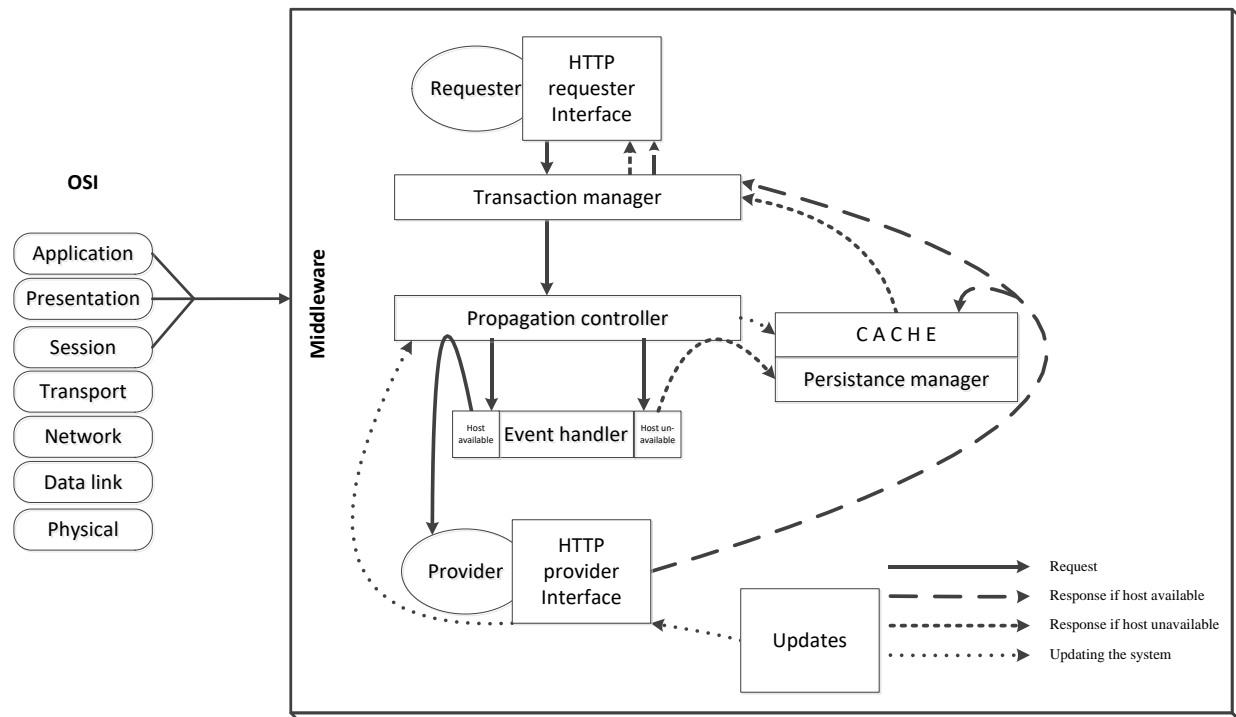 OSI
Application
Presentation
Session
Transport
Network
Data link
Physical
Middleware
Requester
HTTP
requester
Interface
Transaction manager
Propagation controller
C A C H E
Persistance manager
Host
available
Event handler
Host un-
available
Provider
HTTP
provider
Interface
Updates
Request
Response if host available
Response if host unavailable
Updating the system